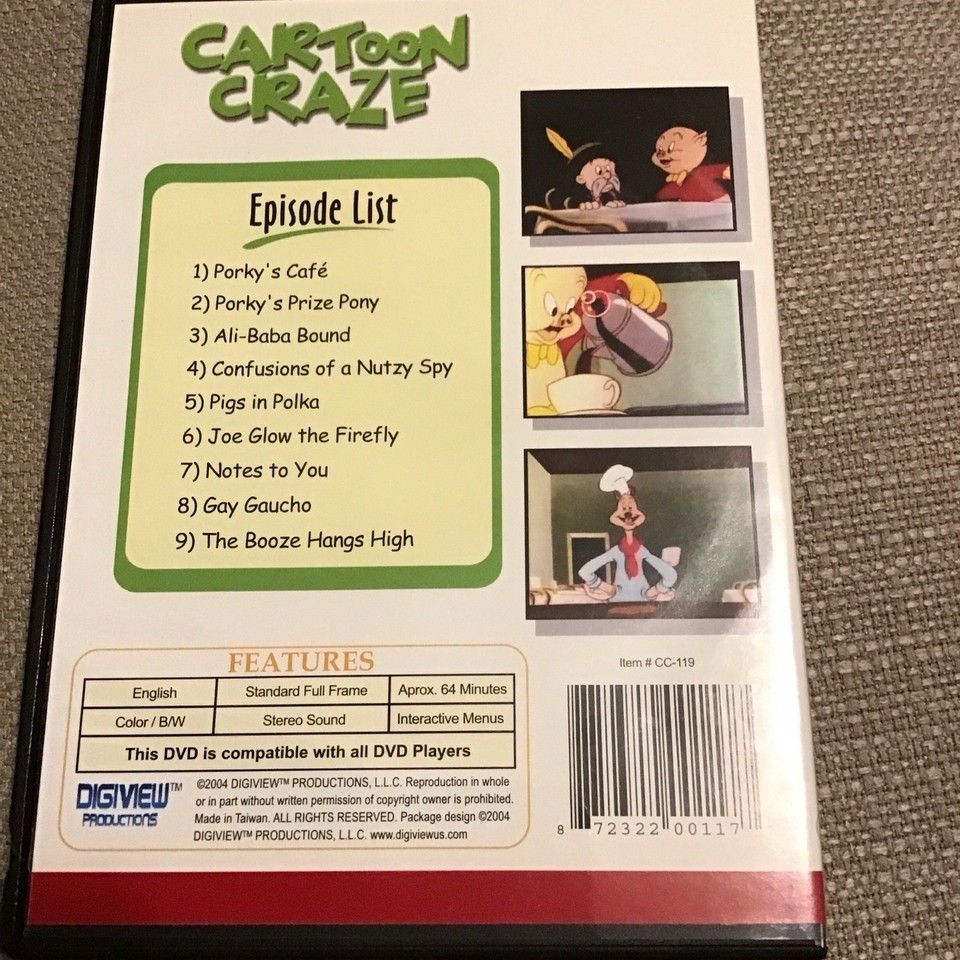 CARTOON
CRAZE
Episode List
1) Porky's Café
2) Porky's Prize Pony
3) Ali-Baba Bound
4) Confusions of a Nutzy Spy
5) Pigs in Polka
6) Joe Glow the Firefly
7) Notes to You
8) Gay Gaucho
9) The Booze Hangs High
FEATURES
English Standard Full Frame Aprox. 64 Minutes
Color / B/W Stereo Sound Interactive Menus
This DVD is compatible with all DVD Players
DIGIVIEW™
PRODUCTIONS
©2004 DIGIVIEW™ PRODUCTIONS, L.L.C. Reproduction in whole
or in part without written permission of copyright owner is prohibited.
Made in Taiwan. ALL RIGHTS RESERVED. Package design ©2004
DIGIVIEW™ PRODUCTIONS, L.L.C. www.digiviewus.com
Item # CC-119
8 72322 00117